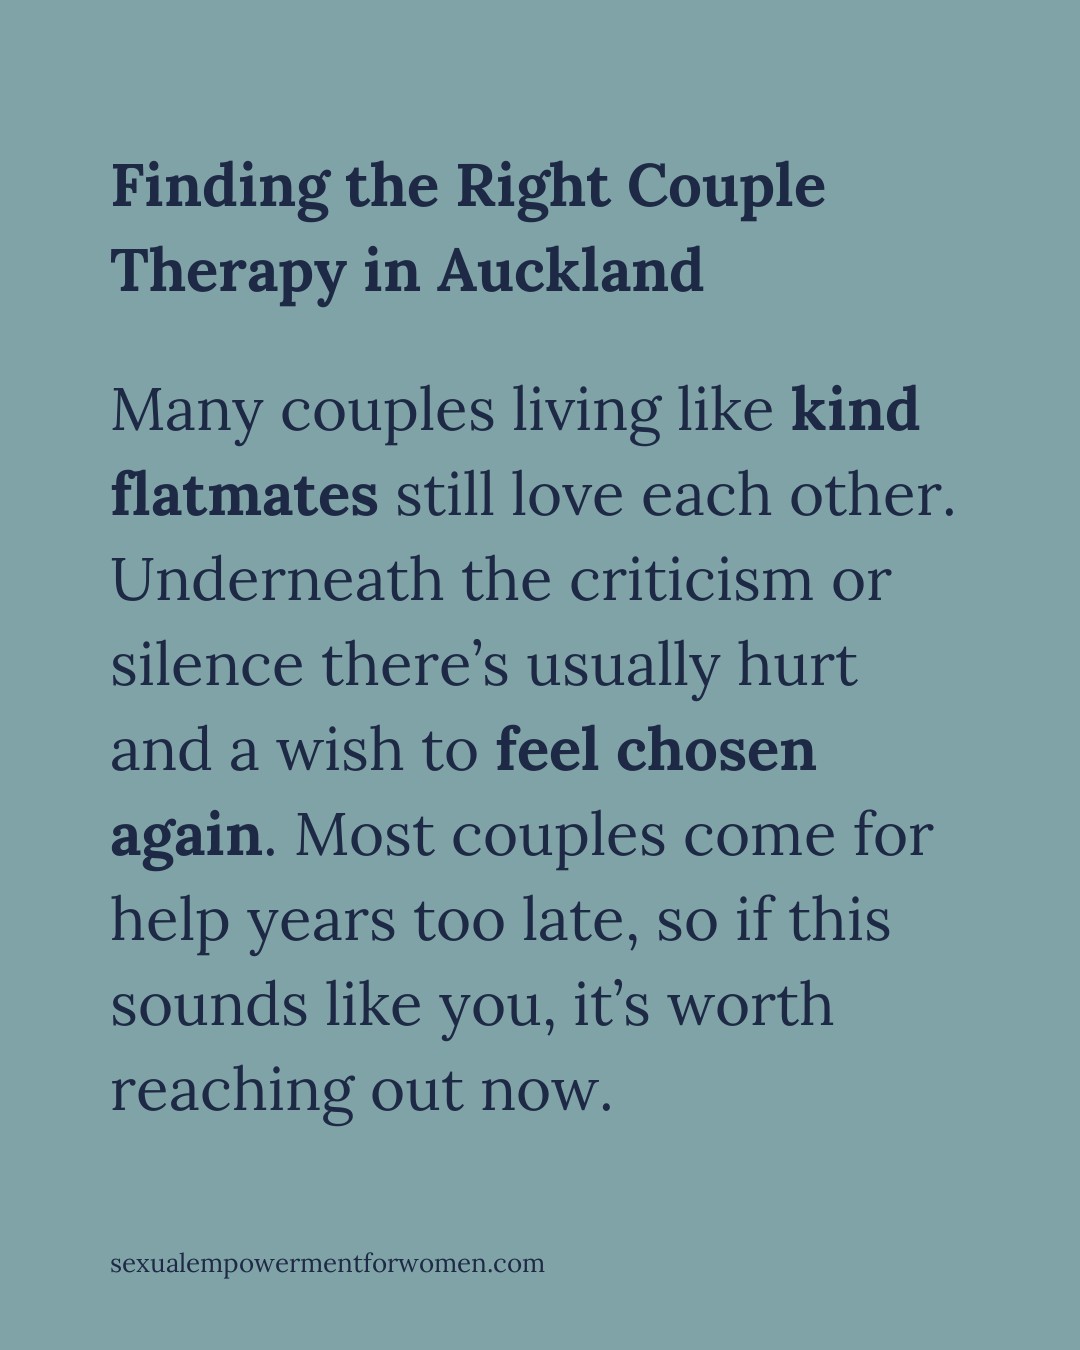 Finding the Right Couple
Therapy in Auckland
Many couples living like kind
flatmates still love each other.
Underneath the criticism or
silence there’s usually hurt
and a wish to feel chosen
again. Most couples come for
help years too late, so if this
sounds like you, it’s worth
reaching out now.
sexualempowermentforwomen.com